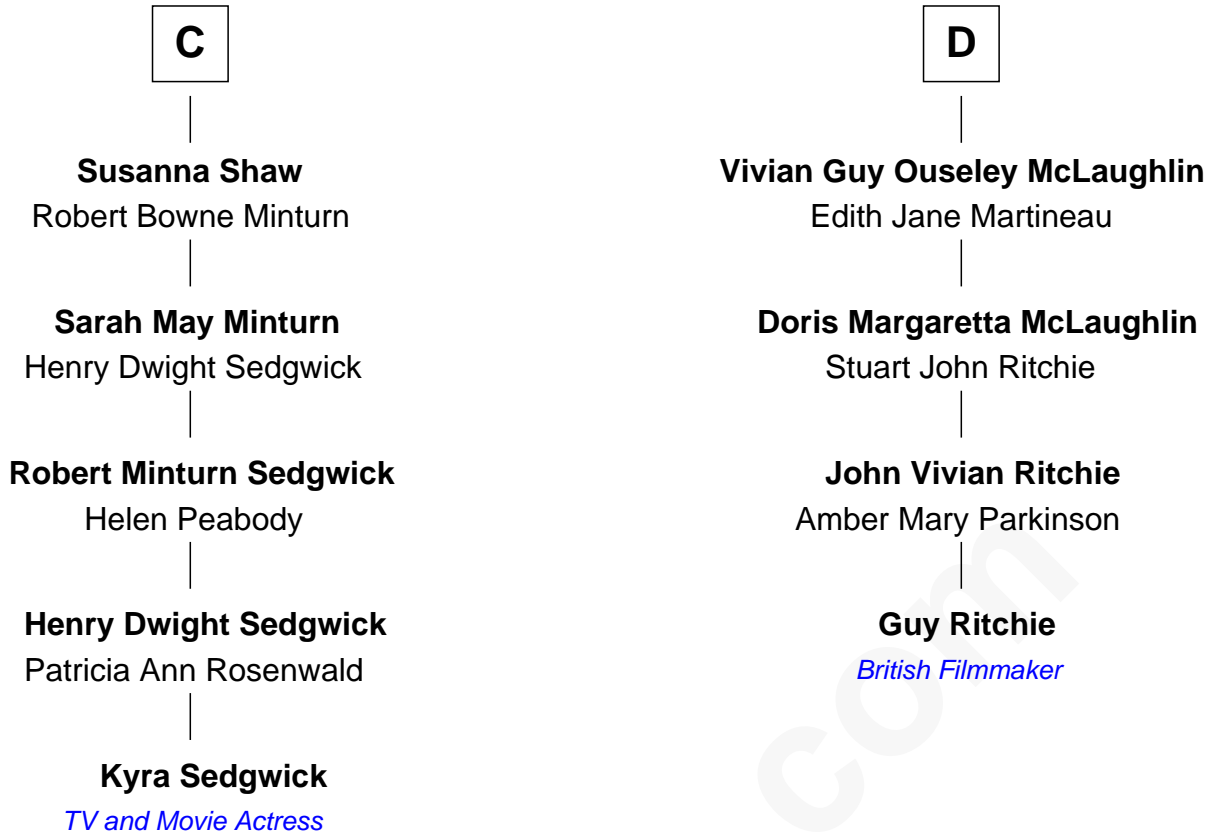 C
Susanna Shaw
Robert Bowne Minturn
Sarah May Minturn
Henry Dwight Sedgwick
Robert Minturn Sedgwick
Helen Peabody
Henry Dwight Sedgwick
Patricia Ann Rosenwald
Kyra Sedgwick
TV and Movie Actress
D
Vivian Guy Ouseley McLaughlin
Edith Jane Martineau
Doris Margaretta McLaughlin
Stuart John Ritchie
John Vivian Ritchie
Amber Mary Parkinson
Guy Ritchie
British Filmmaker
com